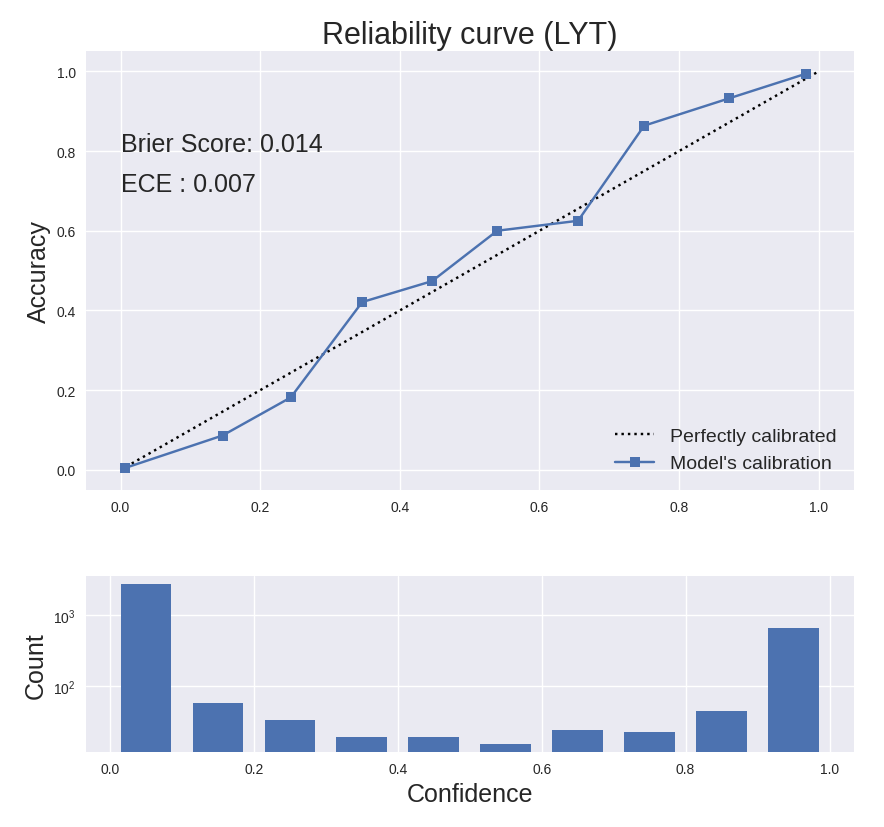 Reliability curve (LYT)
1.0
0.8
0.6
0.4
0.2
0.0
Accuracy
Brier Score: 0.014
ECE : 0.007
Perfectly calibrated
Model's calibration
0.0 0.2 0.4 0.6 0.8 1.0
10³
10²
Count
0.0 0.2 0.4 0.6 0.8 1.0
Confidence